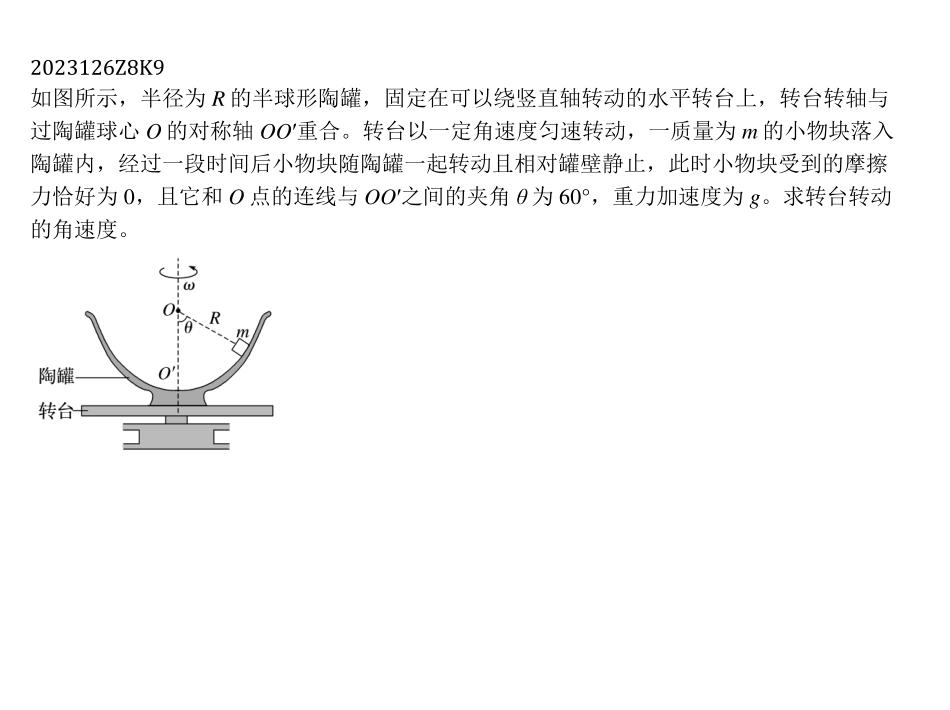 2023126Z8K9
如图所示，半径为 R 的半球形陶罐，固定在可以绕竖直轴转动的水平转台上，转台转轴与
过陶罐球心 O 的对称轴 OO′重合。转台以一定角速度匀速转动，一质量为 m 的小物块落入
陶罐内，经过一段时间后小物块随陶罐一起转动且相对罐壁静止，此时小物块受到的摩擦
力恰好为 0，且它和 O 点的连线与 OO′之间的夹角 θ 为 60°，重力加速度为 g。求转台转动
的角速度。
ω
O
R
θ
m
O′
陶罐
转台